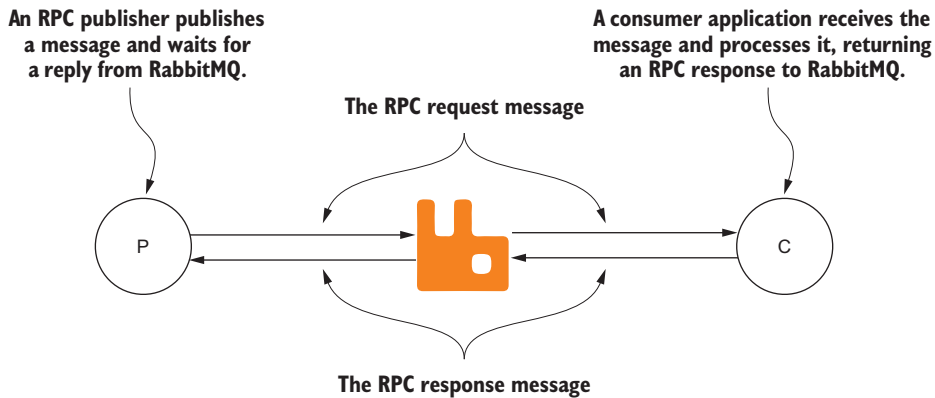 An RPC publisher publishes
a message and waits for
a reply from RabbitMQ.
A consumer application receives the
message and processes it, returning
an RPC response to RabbitMQ.
The RPC request message
P
C
The RPC response message